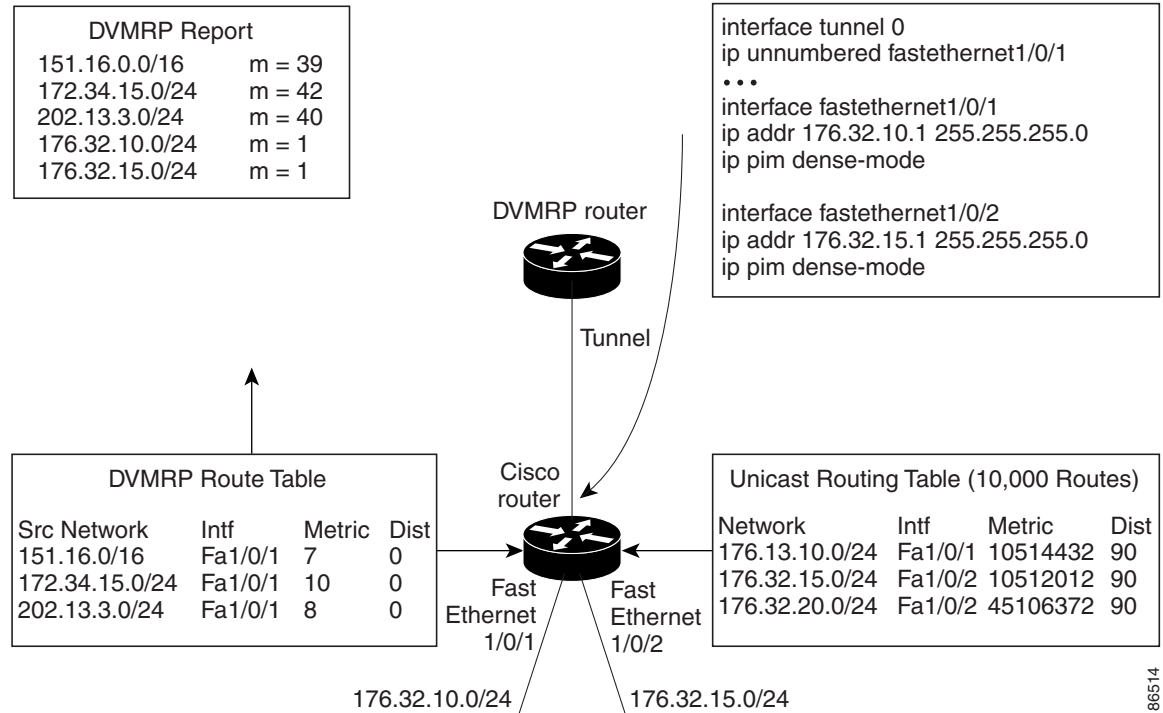 DVMRP Report
151.16.0.0/16 m = 39
172.34.15.0/24 m = 42
202.13.3.0/24 m = 40
176.32.10.0/24 m = 1
176.32.15.0/24 m = 1
interface tunnel 0
ip unnumbered fastethernet1/0/1
• • •
interface fastethernet1/0/1
ip addr 176.32.10.1 255.255.255.0
ip pim dense-mode
interface fastethernet1/0/2
ip addr 176.32.15.1 255.255.255.0
ip pim dense-mode
DVMRP router
Tunnel
DVMRP Route Table
Src Network Intf Metric Dist
151.16.0/16 Fa1/0/1 7 0
172.34.15.0/24 Fa1/0/1 10 0
202.13.3.0/24 Fa1/0/1 8 0
Cisco
router
Unicast Routing Table (10,000 Routes)
Network Intf Metric Dist
176.13.10.0/24 Fa1/0/1 10514432 90
176.32.15.0/24 Fa1/0/2 10512012 90
176.32.20.0/24 Fa1/0/2 45106372 90
Fast
Ethernet
1/0/1
Fast
Ethernet
1/0/2
176.32.10.0/24
176.32.15.0/24
86514